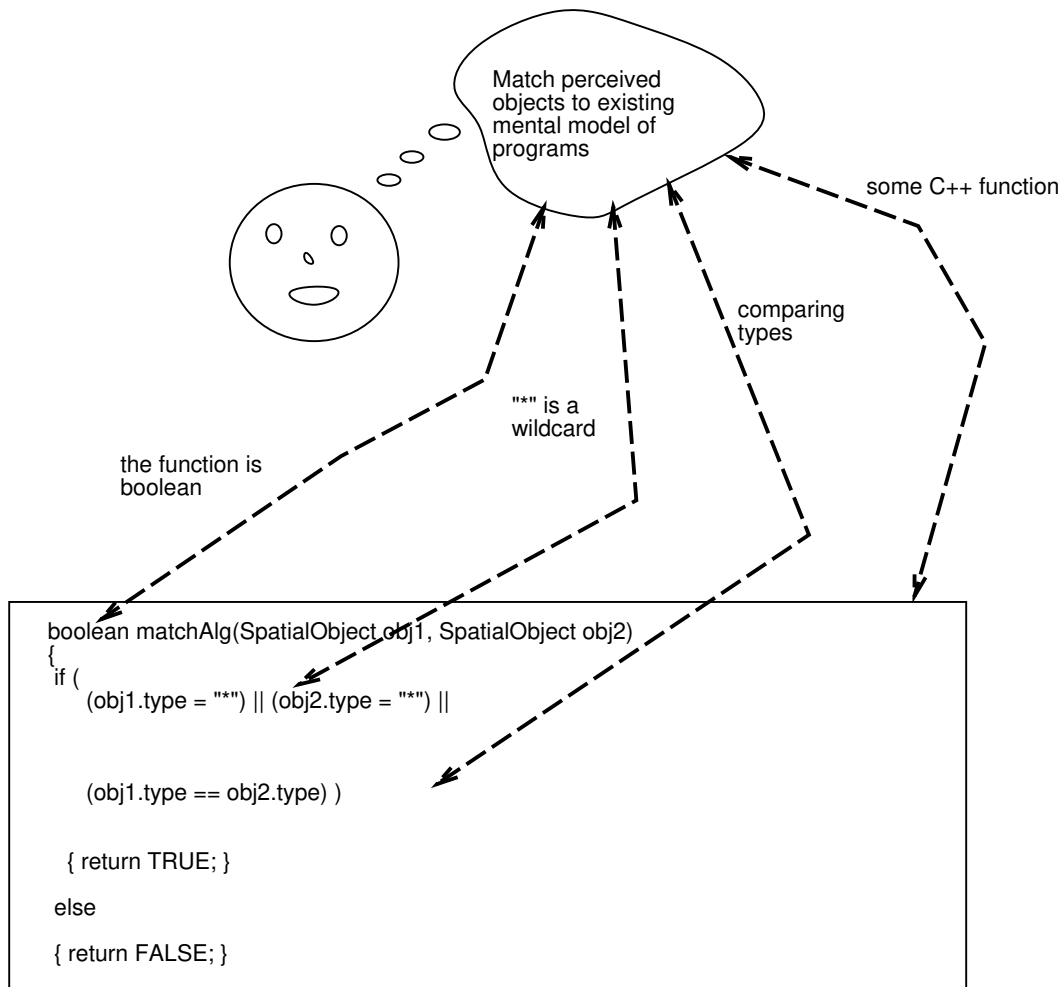 Match perceived
objects to existing
mental model of
programs
some C++ function
comparing
types
"*" is a
wildcard
the function is
boolean
boolean matchAlg(SpatialObject obj1, SpatialObject obj2)
{
if (
(obj1.type = "*") || (obj2.type = "*") ||
(obj1.type == obj2.type) )
{ return TRUE; }
else
{ return FALSE; }